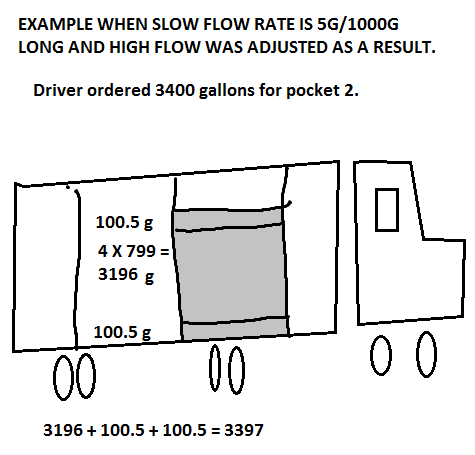 EXAMPLE WHEN SLOW FLOW RATE IS 5G/1000G
LONG AND HIGH FLOW WAS ADJUSTED AS A RESULT.
Driver ordered 3400 gallons for pocket 2.
100.5 g
4 X 799 =
3196 g
100.5 g
3196 + 100.5 + 100.5 = 3397